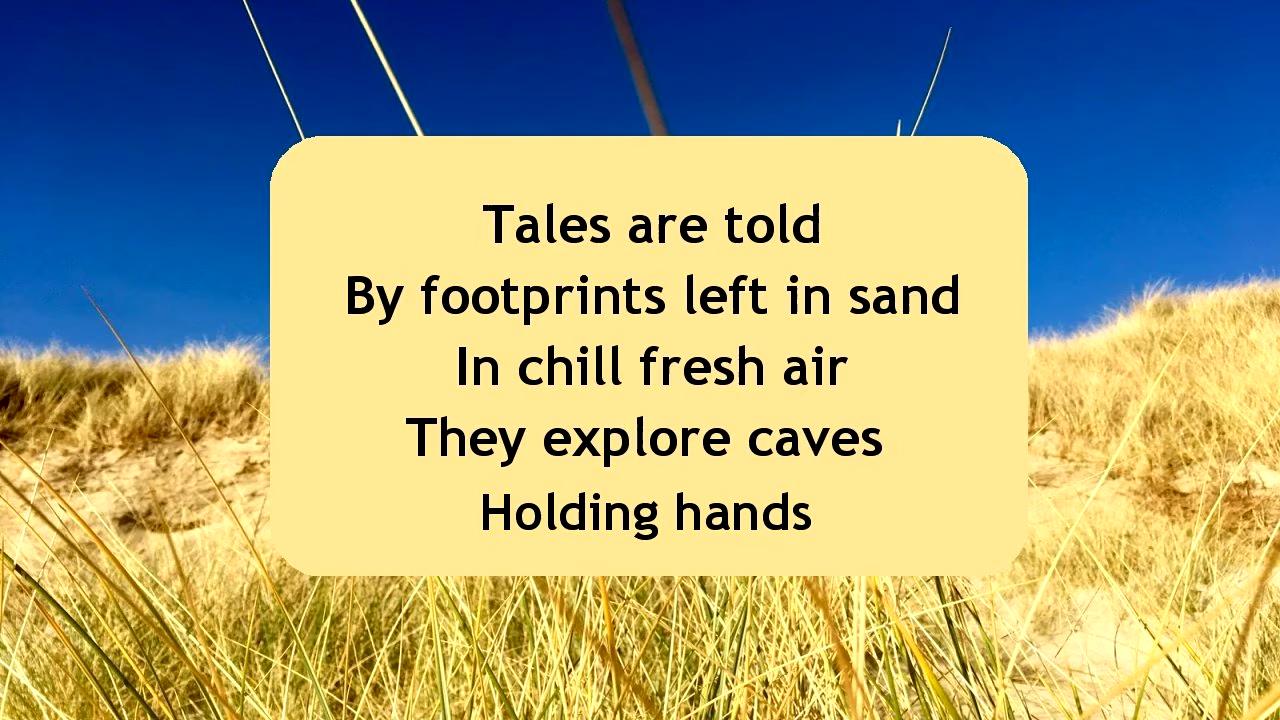 Tales are told
By footprints left in sand
In chill fresh air
They explore caves
Holding hands